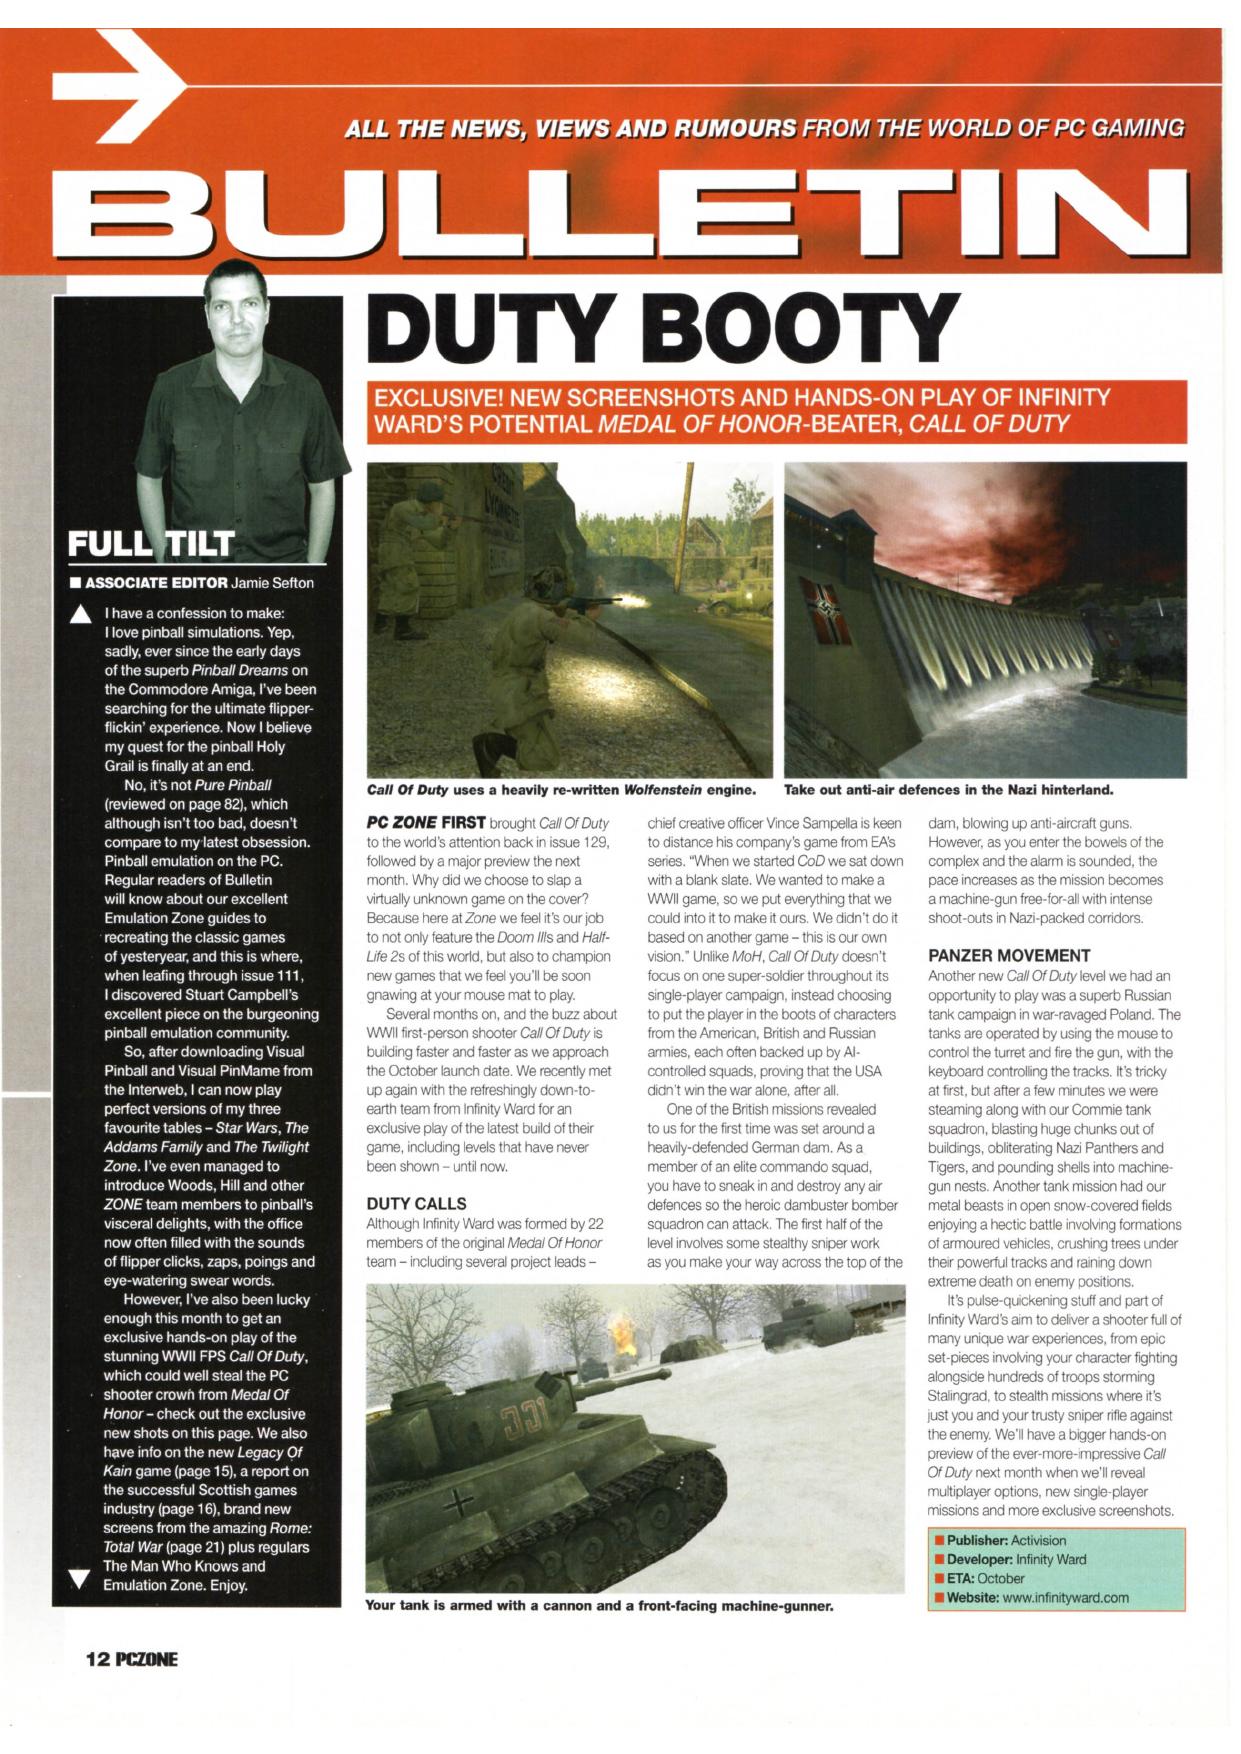 ALL THE NEWS, VIEWS AND RUMOURS FROM THE WORLD OF PC GAMING
BULLETIN
FULL TILT
■ ASSOCIATE EDITOR Jamie Sefton
I have a confession to make:
I love pinball simulations. Yep,
sadly, ever since the early days
of the superb Pinball Dreams on
the Commodore Amiga, I've been
searching for the ultimate flipper-
flickin' experience. Now I believe
my quest for the pinball Holy
Grail is finally at an end.
No, it's not Pure Pinball
(reviewed on page 82), which
although isn't too bad, doesn't
compare to my latest obsession.
Pinball emulation on the PC.
Regular readers of Bulletin
will know about our excellent
Emulation Zone guides to
recreating the classic games
of yesteryear, and this is where,
when leafing through issue 111,
I discovered Stuart Campbell's
excellent piece on the burgeoning
pinball emulation community.
So, after downloading Visual
Pinball and Visual PinMame from
the Interweb, I can now play
perfect versions of my three
favourite tables – Star Wars, The
Addams Family and The Twilight
Zone. I've even managed to
introduce Woods, Hill and other
ZONE team members to pinball's
visceral delights, with the office
now often filled with the sounds
of flipper clicks, zaps, poings and
eye-watering swear words.
However, I've also been lucky
enough this month to get an
exclusive hands-on play of the
stunning WWII FPS Call Of Duty,
which could well steal the PC
shooter crown from Medal Of
Honor – check out the exclusive
new shots on this page. We also
have info on the new Legacy Of
Kain game (page 15), a report on
the successful Scottish games
industry (page 16), brand new
screens from the amazing Rome:
Total War (page 21) plus regulars
The Man Who Knows and
Emulation Zone. Enjoy.
DUTY BOOTY
EXCLUSIVE! NEW SCREENSHOTS AND HANDS-ON PLAY OF INFINITY
WARD'S POTENTIAL MEDAL OF HONOR-BEATER, CALL OF DUTY
CREDIT
LYONNAIS
Call Of Duty uses a heavily re-written Wolfenstein engine.
Take out anti-air defences in the Nazi hinterland.
PC ZONE FIRST brought Call Of Duty
to the world's attention back in issue 129,
followed by a major preview the next
month. Why did we choose to slap a
virtually unknown game on the cover?
Because here at Zone we feel it's our job
to not only feature the Doom IIIs and Half-
Life 2s of this world, but also to champion
new games that we feel you'll be soon
gnawing at your mouse mat to play.
Several months on, and the buzz about
WWII first-person shooter Call Of Duty is
building faster and faster as we approach
the October launch date. We recently met
up again with the refreshingly down-to-
earth team from Infinity Ward for an
exclusive play of the latest build of their
game, including levels that have never
been shown – until now.
DUTY CALLS
Although Infinity Ward was formed by 22
members of the original Medal Of Honor
team – including several project leads –
chief creative officer Vince Sampella is keen
to distance his company's game from EA's
series. "When we started CoD we sat down
with a blank slate. We wanted to make a
WWII game, so we put everything that we
could into it to make it ours. We didn't do it
based on another game – this is our own
vision." Unlike MoH, Call Of Duty doesn't
focus on one super-soldier throughout its
single-player campaign, instead choosing
to put the player in the boots of characters
from the American, British and Russian
armies, each often backed up by AI-
controlled squads, proving that the USA
didn't win the war alone, after all.
One of the British missions revealed
to us for the first time was set around a
heavily-defended German dam. As a
member of an elite commando squad,
you have to sneak in and destroy any air
defences so the heroic dambuster bomber
squadron can attack. The first half of the
level involves some stealthy sniper work
as you make your way across the top of the
dam, blowing up anti-aircraft guns.
However, as you enter the bowels of the
complex and the alarm is sounded, the
pace increases as the mission becomes
a machine-gun free-for-all with intense
shoot-outs in Nazi-packed corridors.
PANZER MOVEMENT
Another new Call Of Duty level we had an
opportunity to play was a superb Russian
tank campaign in war-ravaged Poland. The
tanks are operated by using the mouse to
control the turret and fire the gun, with the
keyboard controlling the tracks. It's tricky
at first, but after a few minutes we were
steaming along with our Commie tank
squadron, blasting huge chunks out of
buildings, obliterating Nazi Panthers and
Tigers, and pounding shells into machine-
gun nests. Another tank mission had our
metal beasts in open snow-covered fields
enjoying a hectic battle involving formations
of armoured vehicles, crushing trees under
their powerful tracks and raining down
extreme death on enemy positions.
It's pulse-quickening stuff and part of
Infinity Ward's aim to deliver a shooter full of
many unique war experiences, from epic
set-pieces involving your character fighting
alongside hundreds of troops storming
Stalingrad, to stealth missions where it's
just you and your trusty sniper rifle against
the enemy. We'll have a bigger hands-on
preview of the ever-more-impressive Call
Of Duty next month when we'll reveal
multiplayer options, new single-player
missions and more exclusive screenshots.
331
Your tank is armed with a cannon and a front-facing machine-gunner.
■ Publisher: Activision
■ Developer: Infinity Ward
■ ETA: October
■ Website: www.infinityward.com
12 PCZONE